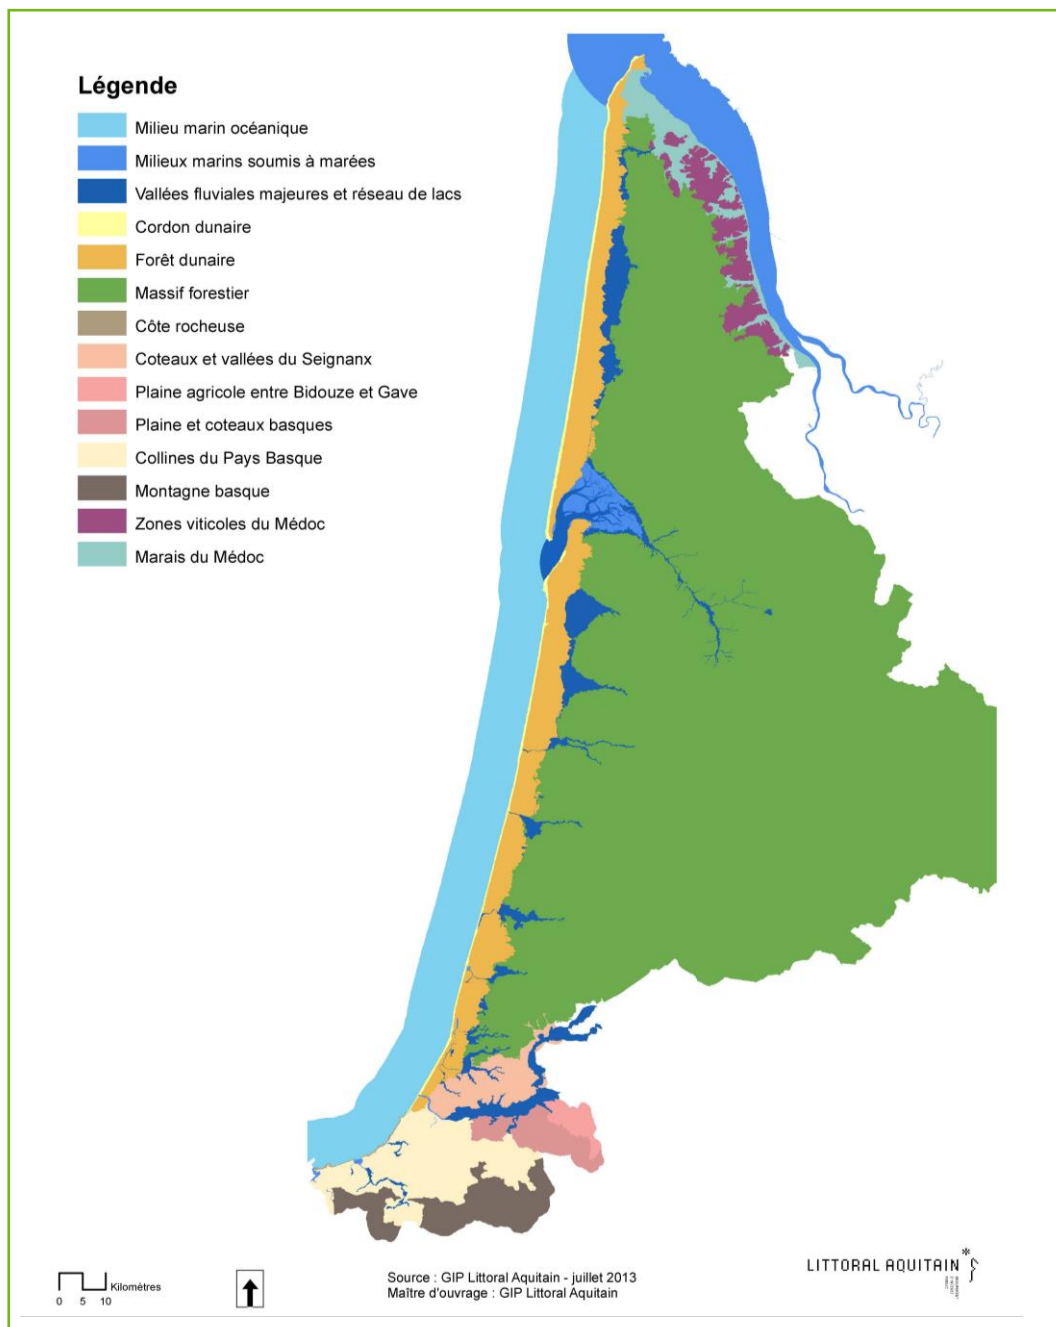 Légende
Milieu marin océanique
Milieux marins soumis à marées
Vallées fluviales majeures et réseau de lacs
Cordon dunaire
Forêt dunaire
Massif forestier
Côte rocheuse
Coteaux et vallées du Seignanx
Plaine agricole entre Bidouze et Gave
Plaine et coteaux basques
Collines du Pays Basque
Montagne basque
Zones viticoles du Médoc
Marais du Médoc
Kilomètres
0 5 10
Source : GIP Littoral Aquitain - juillet 2013
Maître d'ouvrage : GIP Littoral Aquitain
LITTORAL AQUITAIN